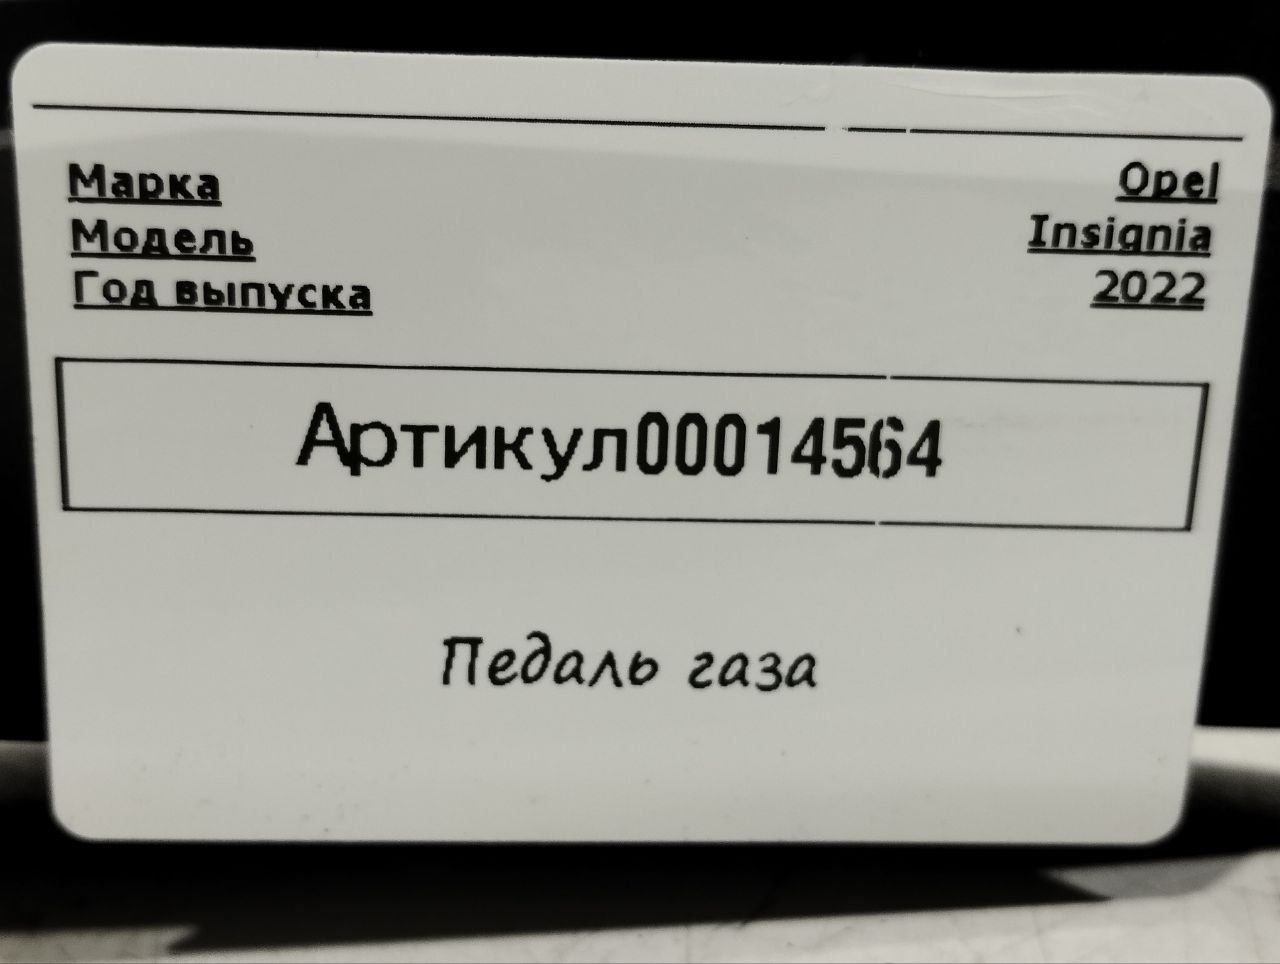 Марка Opel
Модель Insignia
Год выпуска 2022
Артикул00014564
Педаль газа